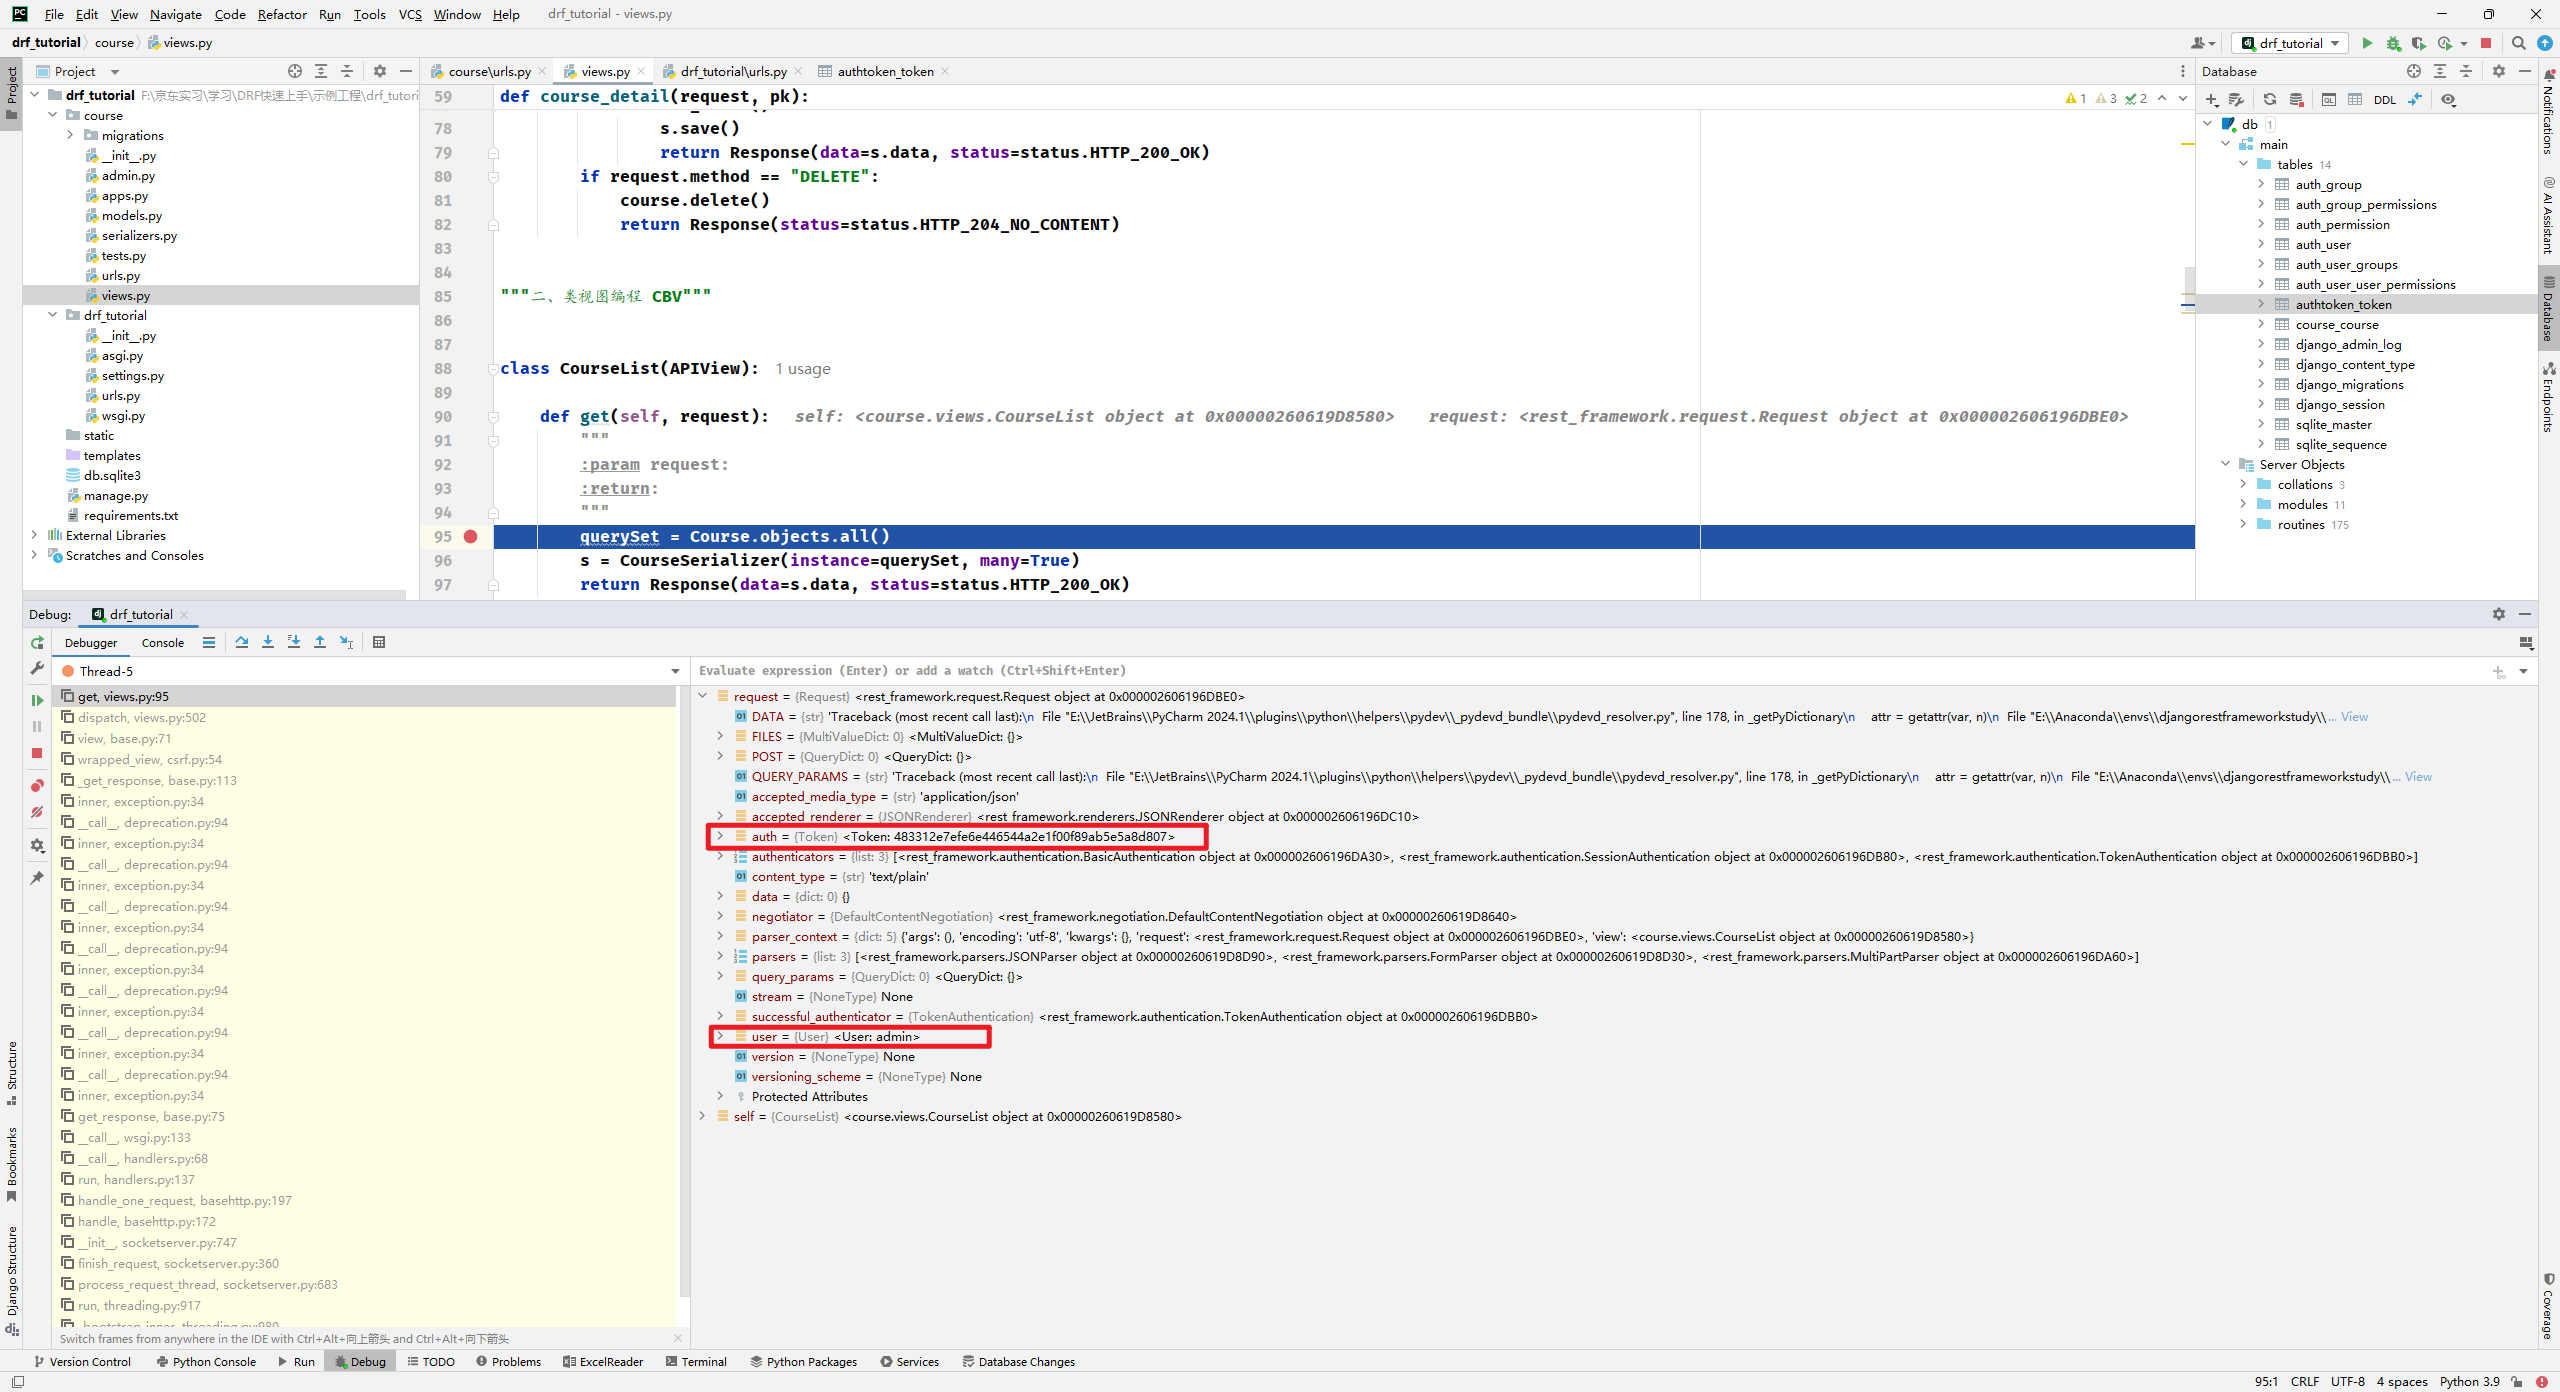 File Edit View Navigate Code Refactor Run Tools VCS Window Help drf_tutorial - views.py
drf_tutorial course views.py
drf_tutorial
Project
course\urls.py views.py drf_tutorial\urls.py authtoken_token
Database
drf_tutorial F:\京东实习\学习\DRF快速上手\示例工程\drf_tutori
course
migrations
__init__.py
admin.py
apps.py
models.py
serializers.py
tests.py
urls.py
views.py
drf_tutorial
__init__.py
asgi.py
settings.py
urls.py
wsgi.py
static
templates
db.sqlite3
manage.py
requirements.txt
External Libraries
Scratches and Consoles
59 def course_detail(request, pk):
1 3 2
78 s.save()
79 return Response(data=s.data, status=status.HTTP_200_OK)
80 if request.method == "DELETE":
81 course.delete()
82 return Response(status=status.HTTP_204_NO_CONTENT)
83
84
85 """二、类视图编程 CBV"""
86
87
88 class CourseList(APIView): 1 usage
89
90 def get(self, request): self: <course.views.CourseList object at 0x00000260619D8580> request: <rest_framework.request.Request object at 0x000002606196DBE0>
91 """
92 :param request:
93 :return:
94 """
95 querySet = Course.objects.all()
96 s = CourseSerializer(instance=querySet, many=True)
97 return Response(data=s.data, status=status.HTTP_200_OK)
DDL
db 1
main
tables 14
auth_group
auth_group_permissions
auth_permission
auth_user
auth_user_groups
auth_user_user_permissions
authtoken_token
course_course
django_admin_log
django_content_type
django_migrations
django_session
sqlite_master
sqlite_sequence
Server Objects
collations 3
modules 11
routines 175
Project
Structure
Bookmarks
Django Structure
Notifications
AI Assistant
Database
Endpoints
Coverage
Debug: drf_tutorial
Debugger Console
Thread-5
get, views.py:95
dispatch, views.py:502
view, base.py:71
wrapped_view, csrf.py:54
_get_response, base.py:113
inner, exception.py:34
__call__, deprecation.py:94
inner, exception.py:34
__call__, deprecation.py:94
inner, exception.py:34
__call__, deprecation.py:94
inner, exception.py:34
__call__, deprecation.py:94
inner, exception.py:34
__call__, deprecation.py:94
inner, exception.py:34
__call__, deprecation.py:94
inner, exception.py:34
__call__, deprecation.py:94
inner, exception.py:34
get_response, base.py:75
__call__, wsgi.py:133
__call__, handlers.py:68
run, handlers.py:137
handle_one_request, basehttp.py:197
handle, basehttp.py:172
__init__, socketserver.py:747
finish_request, socketserver.py:360
process_request_thread, socketserver.py:683
run, threading.py:917
_bootstrap_inner, threading.py:980
Switch frames from anywhere in the IDE with Ctrl+Alt+向上箭头 and Ctrl+Alt+向下箭头
Evaluate expression (Enter) or add a watch (Ctrl+Shift+Enter)
request = {Request} <rest_framework.request.Request object at 0x000002606196DBE0>
DATA = {str} 'Traceback (most recent call last):\n File "E:\\JetBrains\\PyCharm 2024.1\\plugins\\python\\helpers\\pydev\\_pydevd_bundle\\pydevd_resolver.py", line 178, in _getPyDictionary\n attr = getattr(var, n)\n File "E:\\Anaconda\\envs\\djangorestframeworkstudy\\... View
FILES = {MultiValueDict: 0} <MultiValueDict: {}>
POST = {QueryDict: 0} <QueryDict: {}>
QUERY_PARAMS = {str} 'Traceback (most recent call last):\n File "E:\\JetBrains\\PyCharm 2024.1\\plugins\\python\\helpers\\pydev\\_pydevd_bundle\\pydevd_resolver.py", line 178, in _getPyDictionary\n attr = getattr(var, n)\n File "E:\\Anaconda\\envs\\djangorestframeworkstudy\\... View
accepted_media_type = {str} 'application/json'
accepted_renderer = {JSONRenderer} <rest_framework.renderers.JSONRenderer object at 0x000002606196DC10>
auth = {Token} <Token: 483312e7efe6e446544a2e1f00f89ab5e5a8d807>
authenticators = {list: 3} [<rest_framework.authentication.BasicAuthentication object at 0x000002606196DA30>, <rest_framework.authentication.SessionAuthentication object at 0x000002606196DB80>, <rest_framework.authentication.TokenAuthentication object at 0x000002606196DBB0>]
content_type = {str} 'text/plain'
data = {dict: 0} {}
negotiator = {DefaultContentNegotiation} <rest_framework.negotiation.DefaultContentNegotiation object at 0x00000260619D8640>
parser_context = {dict: 5} {'args': (), 'encoding': 'utf-8', 'kwargs': {}, 'request': <rest_framework.request.Request object at 0x000002606196DBE0>, 'view': <course.views.CourseList object at 0x00000260619D8580>}
parsers = {list: 3} [<rest_framework.parsers.JSONParser object at 0x00000260619D8D90>, <rest_framework.parsers.FormParser object at 0x00000260619D8D30>, <rest_framework.parsers.MultiPartParser object at 0x000002606196DA60>]
query_params = {QueryDict: 0} <QueryDict: {}>
stream = {NoneType} None
successful_authenticator = {TokenAuthentication} <rest_framework.authentication.TokenAuthentication object at 0x000002606196DBB0>
user = {User} <User: admin>
version = {NoneType} None
versioning_scheme = {NoneType} None
Protected Attributes
self = {CourseList} <course.views.CourseList object at 0x00000260619D8580>
Version Control Python Console Run Debug TODO Problems ExcelReader Terminal Python Packages Services Database Changes
95:1 CRLF UTF-8 4 spaces Python 3.9